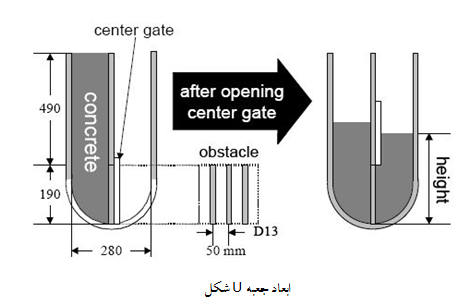 center gate
490
concrete
after opening
center gate
obstacle
190
height
D13
280
50 mm
ابعاد جعبه U شکل